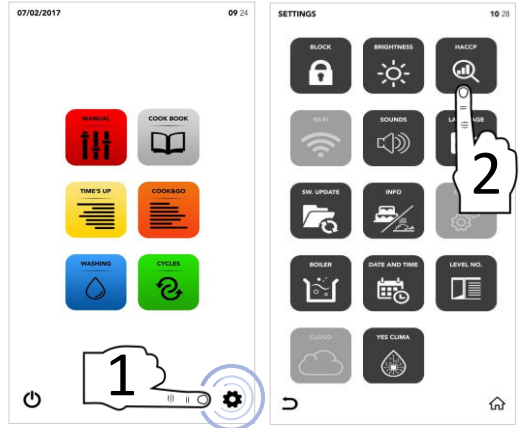 07/02/2017 09 24
MANUAL COOK BOOK
TIME'S UP COOK&GO
WASHING CYCLES
1
SETTINGS 10 28
BLOCK BRIGHTNESS HACCP
WI-FI SOUNDS
2
SW. UPDATE INFO
BOILER DATE AND TIME LEVEL NO.
CLOUD YES CLIMA